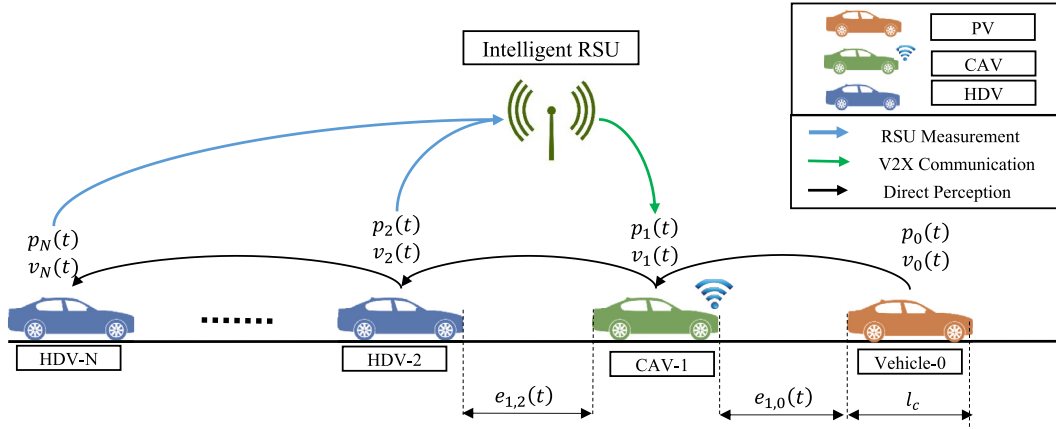 Intelligent RSU
PV
CAV
HDV
RSU Measurement
V2X Communication
Direct Perception
p_N(t)
v_N(t)
p_2(t)
v_2(t)
p_1(t)
v_1(t)
p_0(t)
v_0(t)
HDV-N
HDV-2
CAV-1
Vehicle-0
e_{1,2}(t)
e_{1,0}(t)
l_c